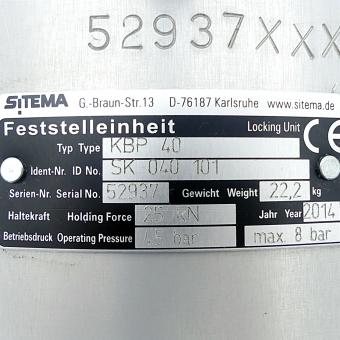 52937XXX
SITEMA G.-Braun-Str.13 D-76187 Karlsruhe www.sitema.de
Feststelleinheit Locking Unit CE
Typ Type KBP 40
Ident-Nr. ID No. SK 040 101
Serien-Nr. Serial No. 52937 Gewicht Weight 22,2 kg
Haltekraft Holding Force 25 KN Jahr Year 2014
Betriebsdruck Operating Pressure bar max. 8 bar